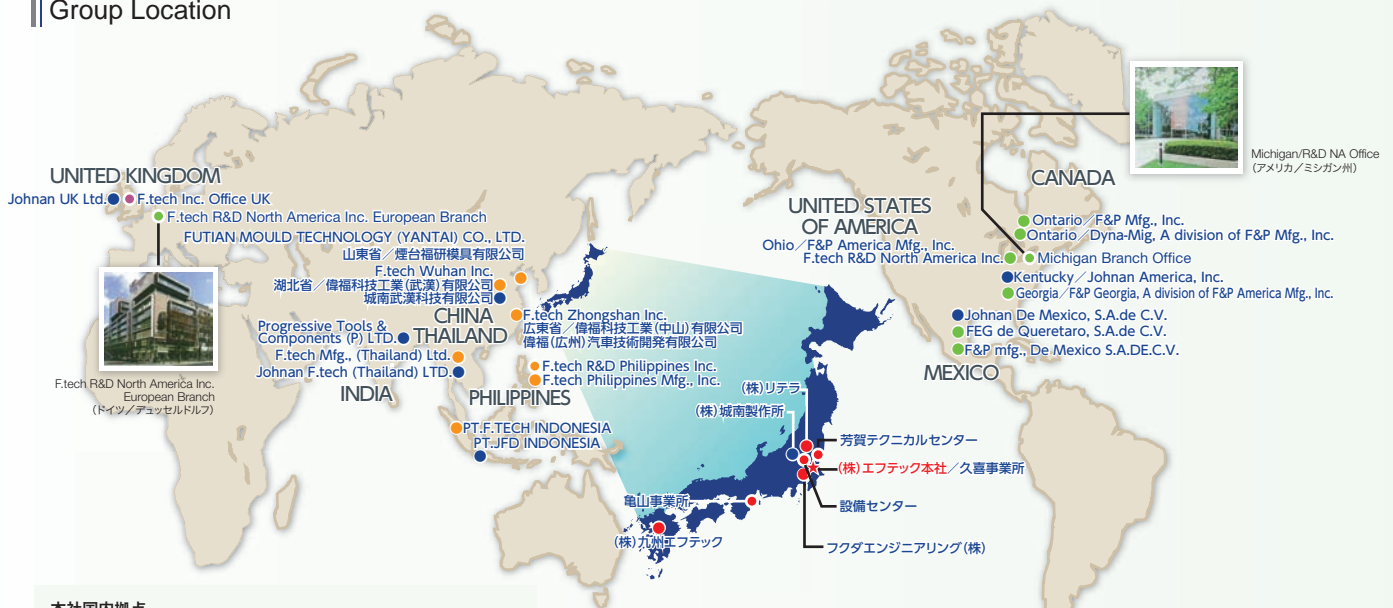 Group Location
UNITED KINGDOM
Johnan UK Ltd.
F.tech Inc. Office UK
F.tech R&D North America Inc. European Branch
F.tech R&D North America Inc.
European Branch
(ドイツ／デュッセルドルフ)
FUTIAN MOULD TECHNOLOGY (YANTAI) CO., LTD.
山東省／煙台福研模具有限公司
F.tech Wuhan Inc.
湖北省／偉福科技工業(武漢)有限公司
城南武漢科技有限公司
CHINA
F.tech Zhongshan Inc.
広東省／偉福科技工業(中山)有限公司
偉福(広州)汽車技術開発有限公司
THAILAND
Progressive Tools &
Components (P) LTD.
F.tech Mfg., (Thailand) Ltd.
Johnan F.tech (Thailand) LTD.
INDIA
PHILIPPINES
F.tech R&D Philippines Inc.
F.tech Philippines Mfg., Inc.
PT.F.TECH INDONESIA
PT.JFD INDONESIA
(株)リテラ
(株)城南製作所
芳賀テクニカルセンター
(株)エフテック本社／久喜事業所
設備センター
フクダエンジニアリング(株)
亀山事業所
(株)九州エフテック
UNITED STATES
OF AMERICA
Ohio／F&P America Mfg., Inc.
F.tech R&D North America Inc.
Michigan/R&D NA Office
(アメリカ／ミシガン州)
CANADA
Ontario／F&P Mfg., Inc.
Ontario／Dyna-Mig, A division of F&P Mfg., Inc.
Michigan Branch Office
Kentucky／Johnan America, Inc.
Georgia／F&P Georgia, A division of F&P America Mfg., Inc.
Johnan De Mexico, S.A.de C.V.
FEG de Queretaro, S.A.de C.V.
F&P mfg., De Mexico S.A.DE.C.V.
MEXICO
本社国内拠点